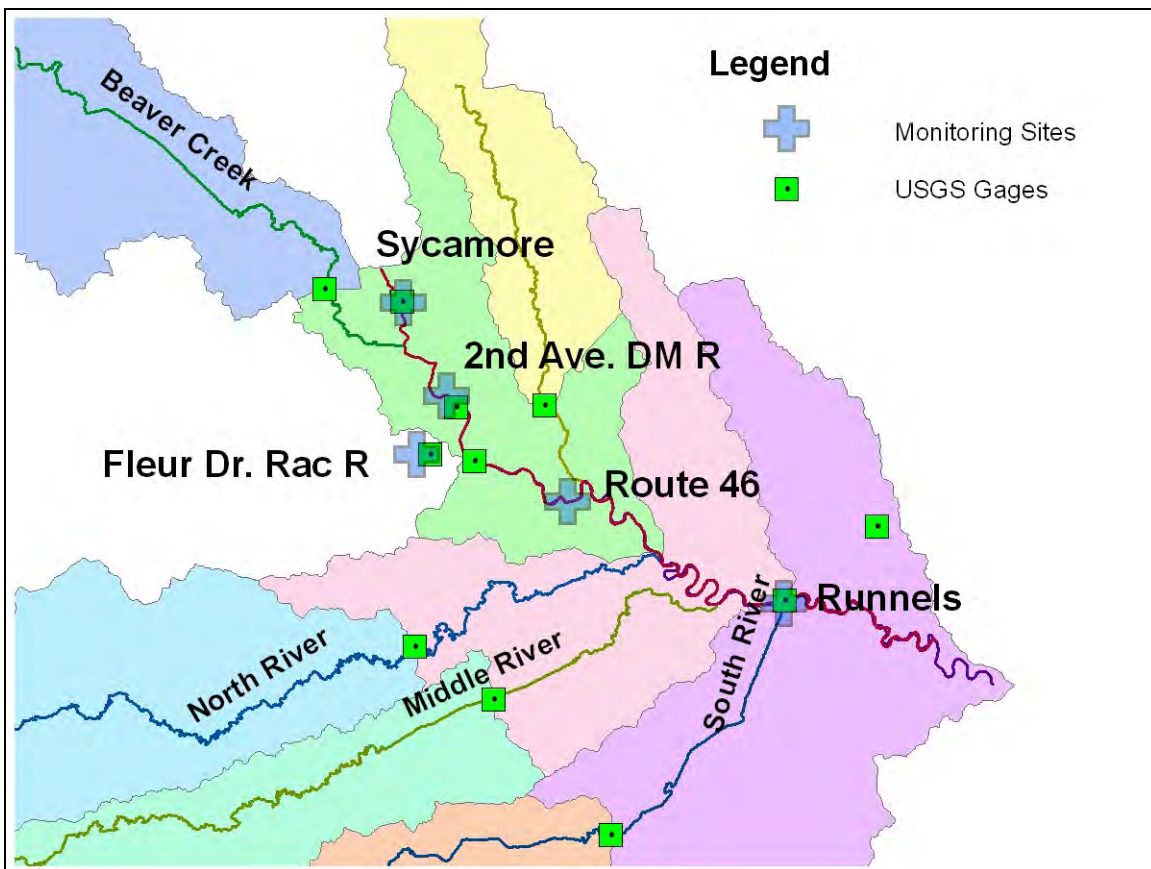 Legend
Monitoring Sites
USGS Gages
Beaver Creek
Sycamore
2nd Ave. DM R
Fleur Dr. Rac R
Route 46
Runnels
North River
Middle River
South River